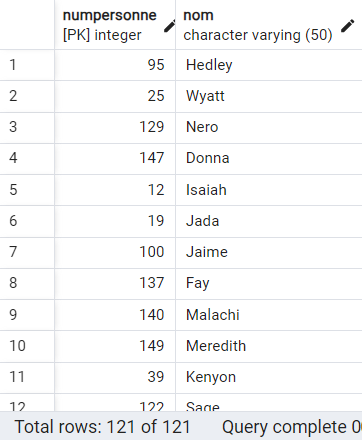 numpersonne nom
[PK] integer character varying (50)
1 95 Hedley
2 25 Wyatt
3 129 Nero
4 147 Donna
5 12 Isaiah
6 19 Jada
7 100 Jaime
8 137 Fay
9 140 Malachi
10 149 Meredith
11 39 Kenyon
12 122 Sage
Total rows: 121 of 121 Query complete 0